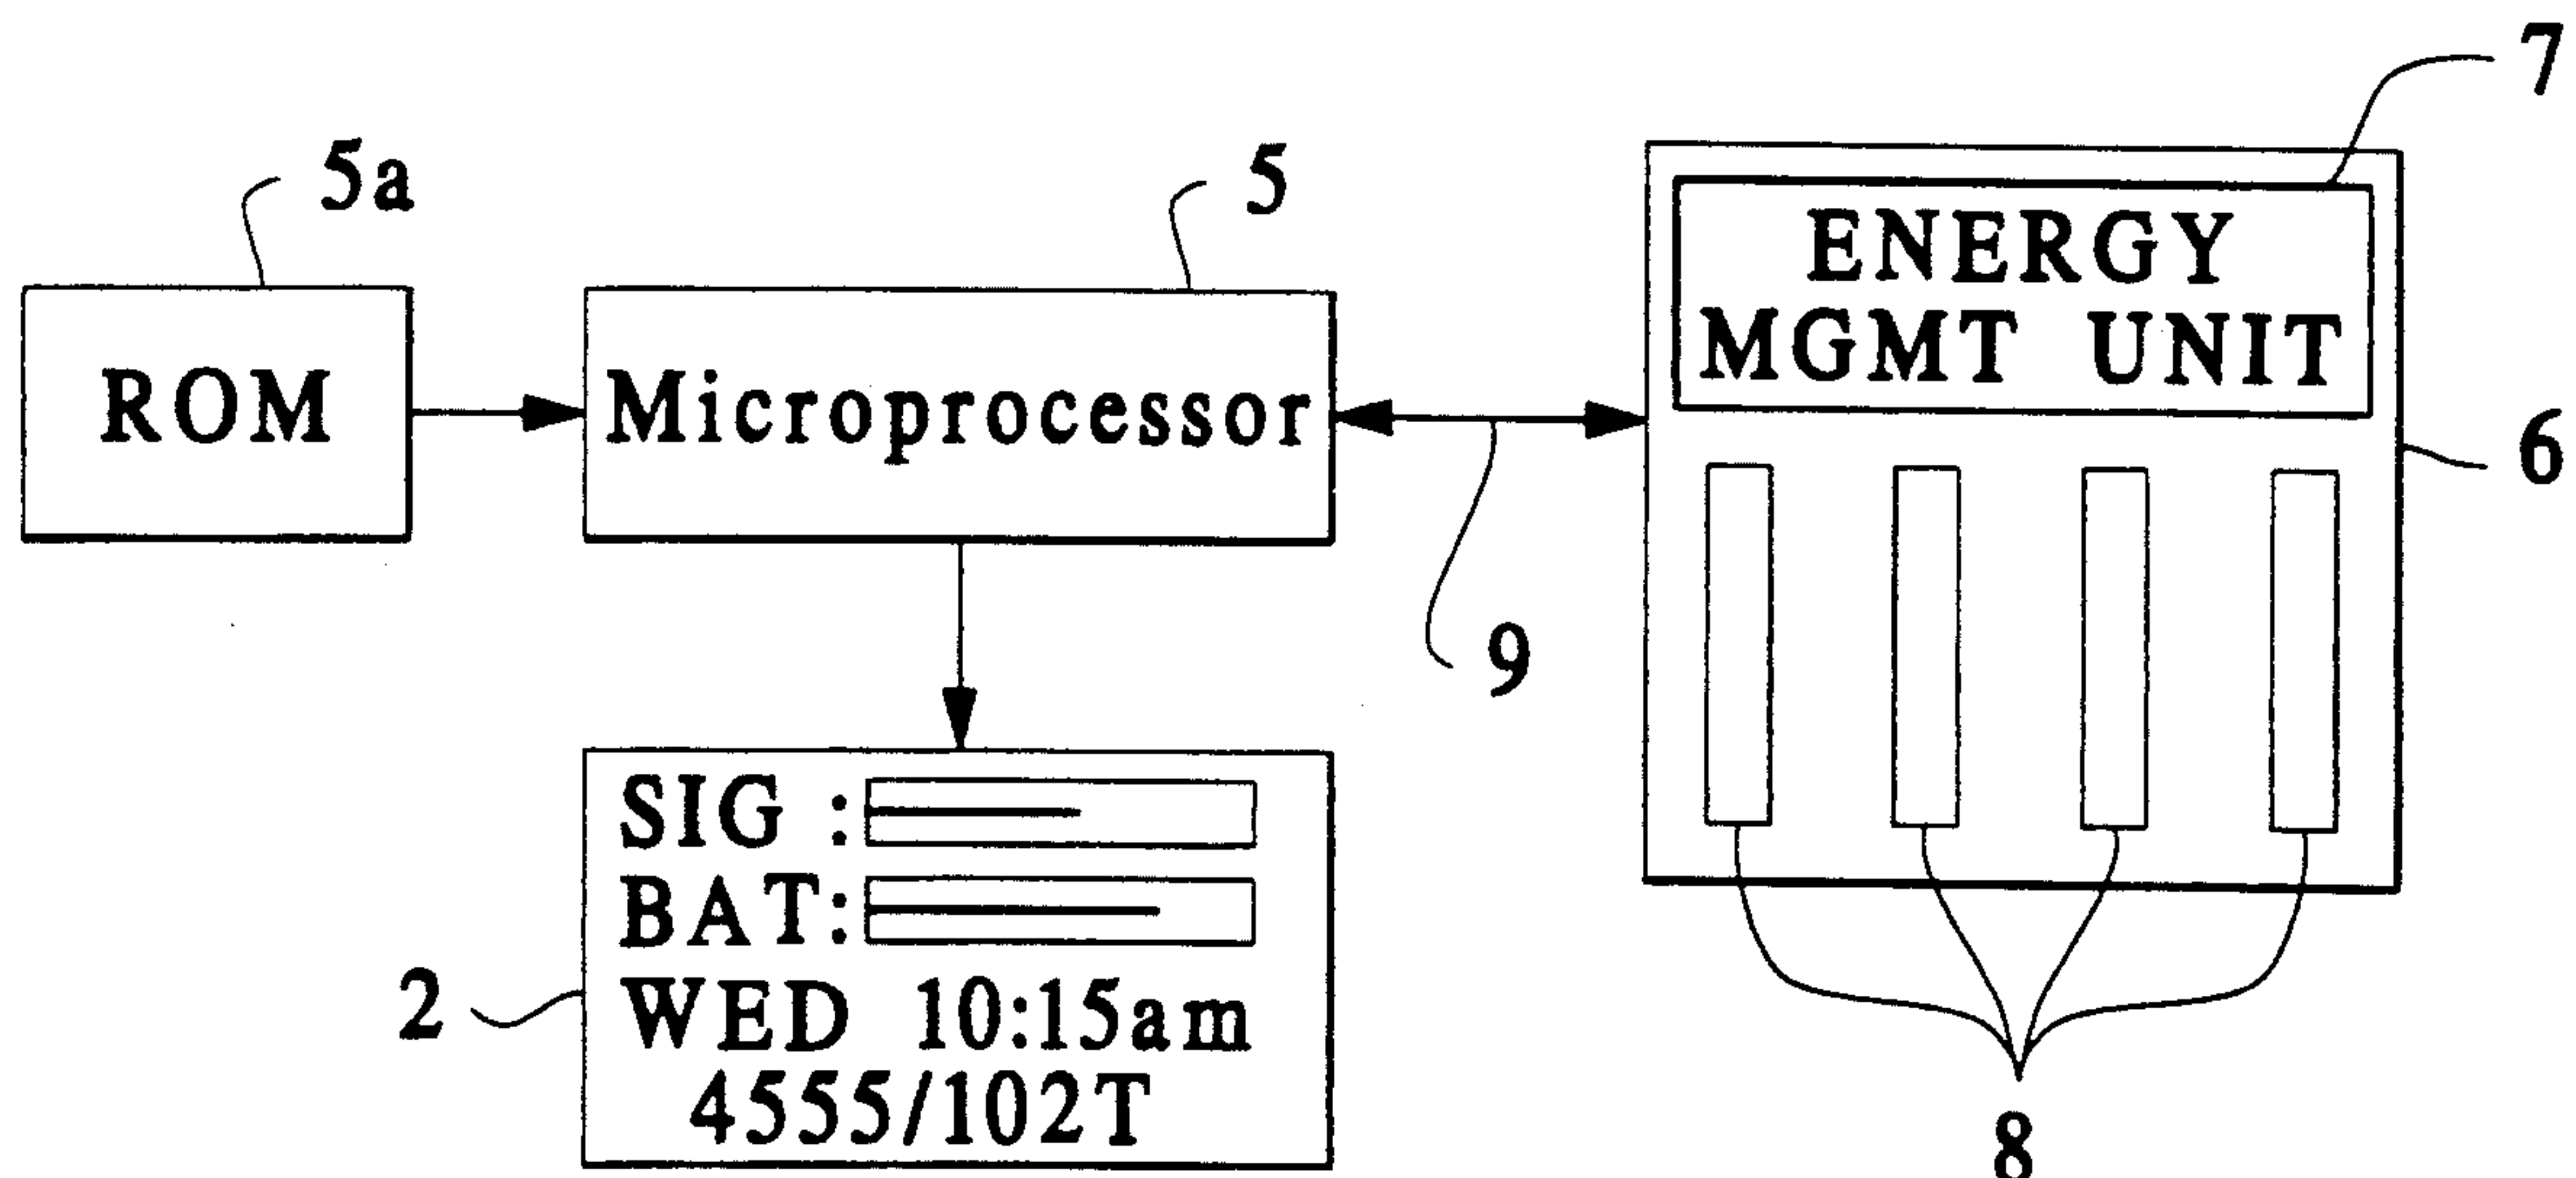 7
5a
5
ENERGY
MGMT UNIT
ROM
Microprocessor
6
9
SIG :
BAT:
2
WED 10:15am
4555/102T
8